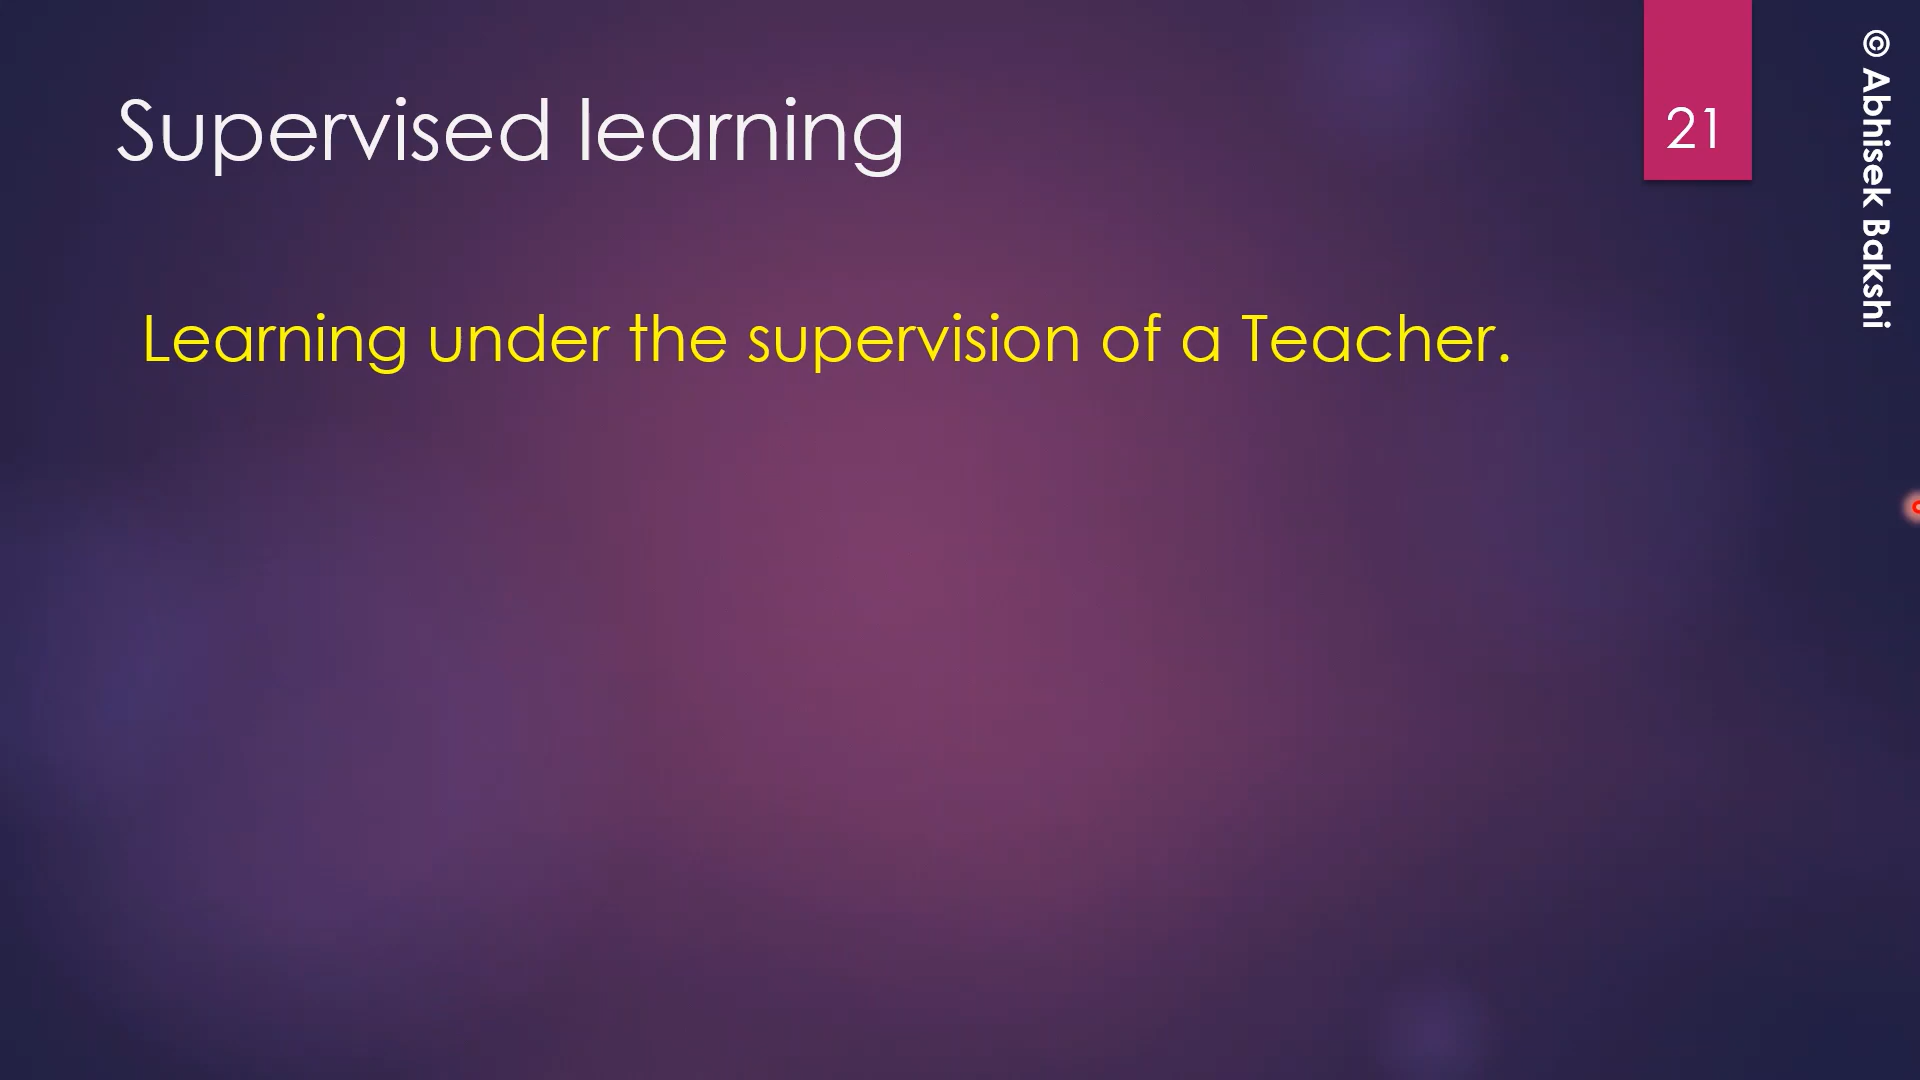 Supervised learning
21
© Abhisek Bakshi
Learning under the supervision of a Teacher.